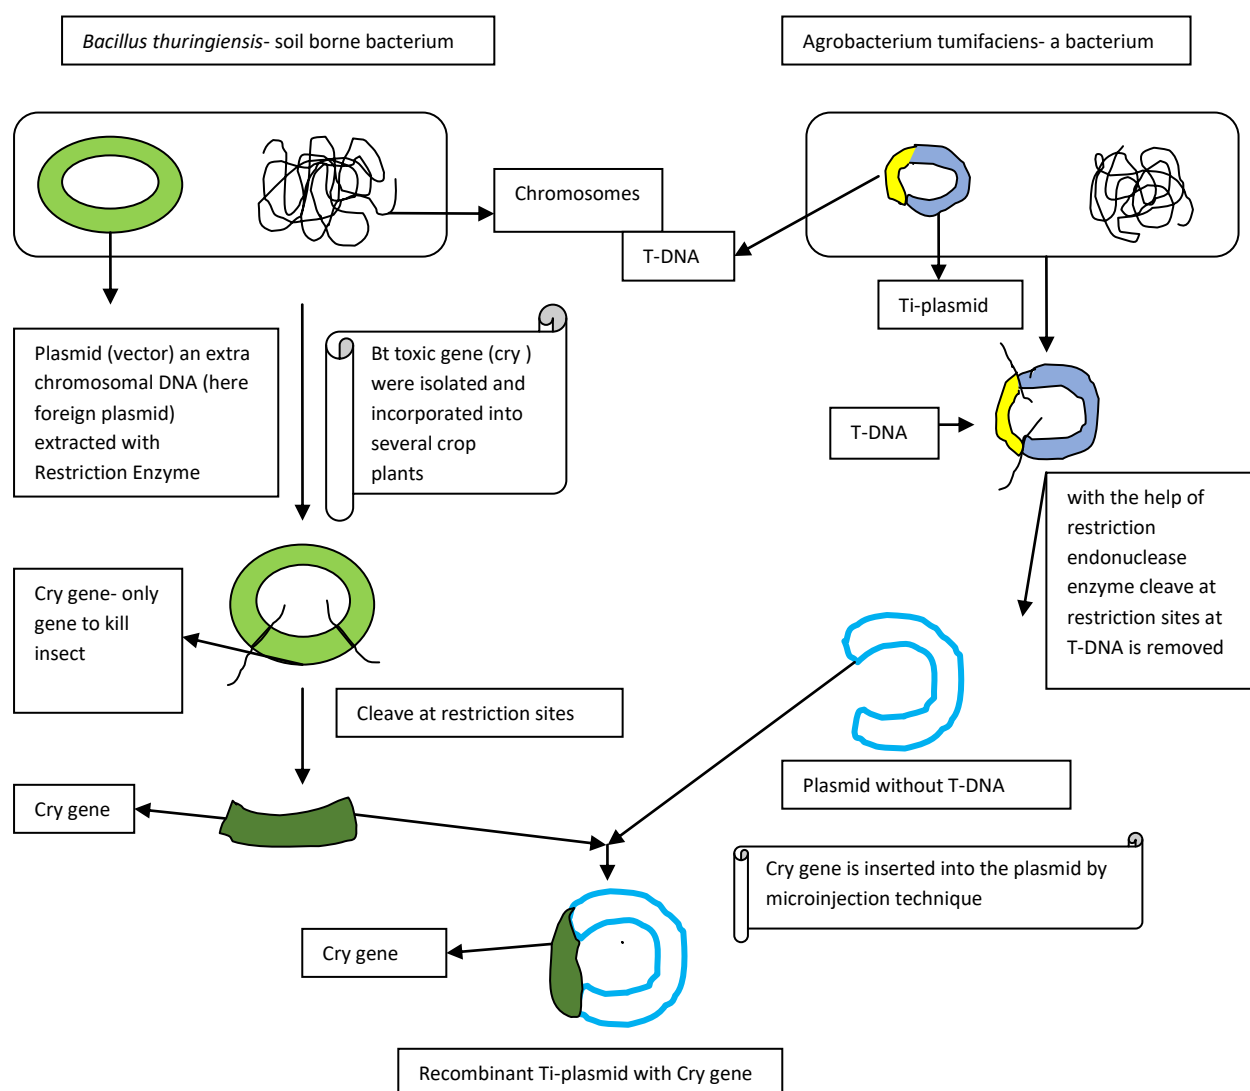 Bacillus thuringiensis- soil borne bacterium
Agrobacterium tumifaciens- a bacterium
Chromosomes
T-DNA
Ti-plasmid
Plasmid (vector) an extra
chromosomal DNA (here
foreign plasmid)
extracted with
Restriction Enzyme
Bt toxic gene (cry )
were isolated and
incorporated into
several crop
plants
T-DNA
with the help of
restriction
endonuclease
enzyme cleave at
restriction sites at
T-DNA is removed
Cry gene- only
gene to kill
insect
Cleave at restriction sites
Plasmid without T-DNA
Cry gene
Cry gene is inserted into the plasmid by
microinjection technique
Cry gene
Recombinant Ti-plasmid with Cry gene